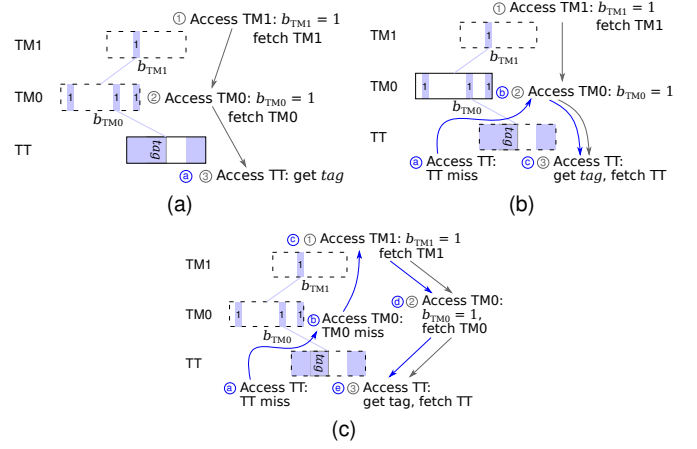 ① Access TM1: b_TM1 = 1
fetch TM1
TM1
1
b_TM1
TM0
1 1 1
② Access TM0: b_TM0 = 1
fetch TM0
b_TM0
TT
tag
ⓐ ③ Access TT: get tag
(a)
① Access TM1: b_TM1 = 1
fetch TM1
TM1
1
b_TM1
TM0
1 1 1
ⓑ ② Access TM0: b_TM0 = 1
b_TM0
TT
tag
ⓐ Access TT:
TT miss
ⓒ ③ Access TT:
get tag, fetch TT
(b)
ⓒ ① Access TM1: b_TM1 = 1
fetch TM1
TM1
1
b_TM1
ⓓ ② Access TM0:
b_TM0 = 1,
fetch TM0
TM0
1 1 1
ⓑ Access TM0:
TM0 miss
b_TM0
TT
tag
ⓐ Access TT:
TT miss
ⓔ ③ Access TT:
get tag, fetch TT
(c)